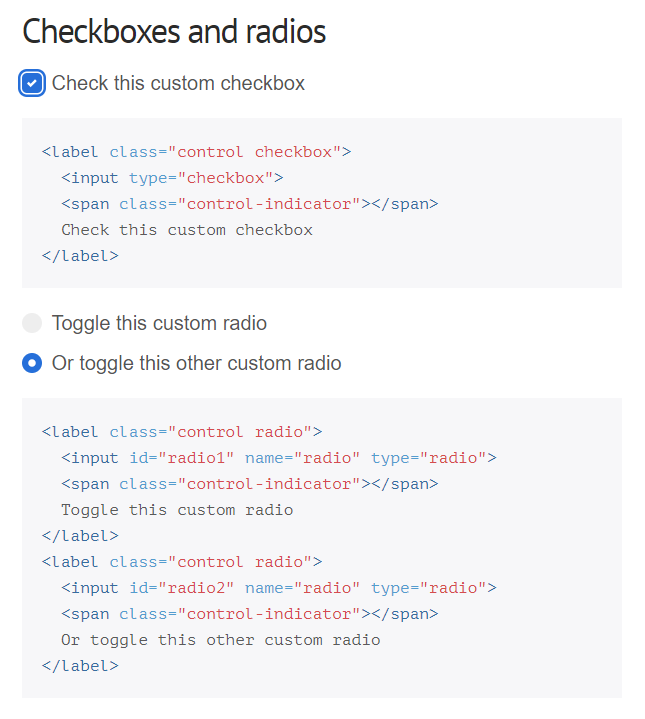 Checkboxes and radios
Check this custom checkbox
<label class="control checkbox">
  <input type="checkbox">
  <span class="control-indicator"></span>
  Check this custom checkbox
</label>
Toggle this custom radio
Or toggle this other custom radio
<label class="control radio">
  <input id="radio1" name="radio" type="radio">
  <span class="control-indicator"></span>
  Toggle this custom radio
</label>
<label class="control radio">
  <input id="radio2" name="radio" type="radio">
  <span class="control-indicator"></span>
  Or toggle this other custom radio
</label>